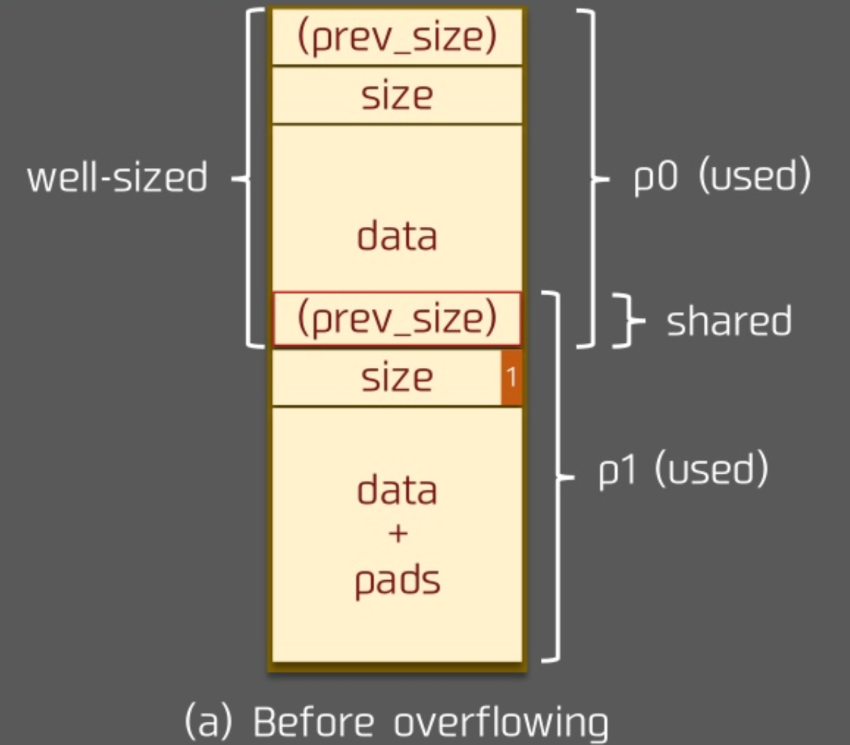 (prev_size)
size
well-sized
data
p0 (used)
(prev_size)
shared
size
1
p1 (used)
data
+
pads
(a) Before overflowing